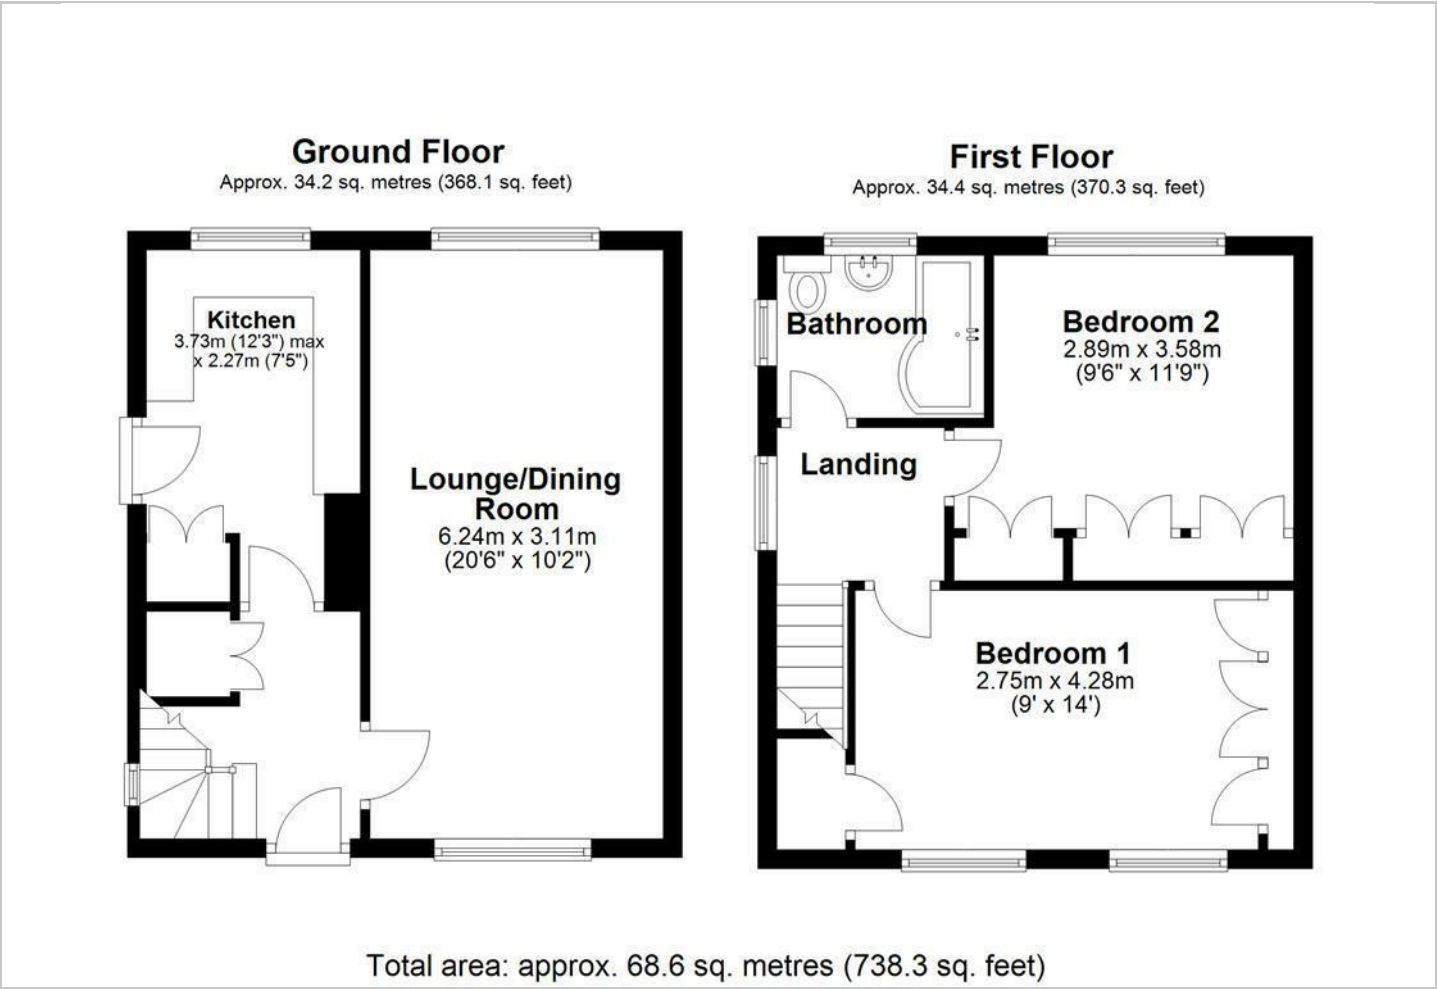 Ground Floor
Approx. 34.2 sq. metres (368.1 sq. feet)
Kitchen
3.73m (12'3") max
x 2.27m (7'5")
Lounge/Dining
Room
6.24m x 3.11m
(20'6" x 10'2")
First Floor
Approx. 34.4 sq. metres (370.3 sq. feet)
Bathroom
Bedroom 2
2.89m x 3.58m
(9'6" x 11'9")
Landing
Bedroom 1
2.75m x 4.28m
(9' x 14')
Total area: approx. 68.6 sq. metres (738.3 sq. feet)